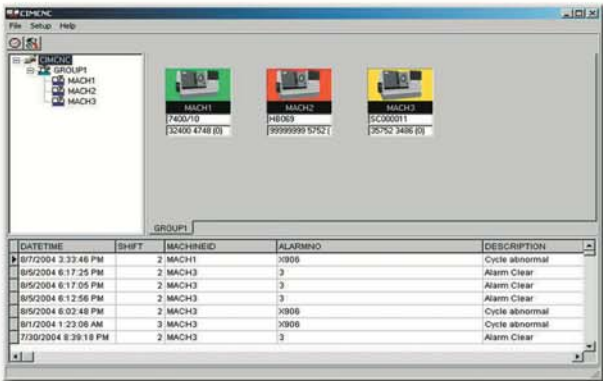 CIMCNC
File Setup Help
CIMCNC
GROUP1
MACH1
MACH2
MACH3
MACH1
7400/10
32400 4748 (0)
MACH2
HB069
99999999 5752 (
MACH3
SC000011
35752 3486 (0)
GROUP1
DATETIME SHIFT MACHINEID ALARMNO DESCRIPTION
8/7/2004 3:33:46 PM 2 MACH1 X906 Cycle abnormal
8/5/2004 6:17:25 PM 2 MACH3 3 Alarm Clear
8/5/2004 6:17:05 PM 2 MACH3 3 Alarm Clear
8/5/2004 6:12:56 PM 2 MACH3 3 Alarm Clear
8/5/2004 6:02:48 PM 2 MACH3 X906 Cycle abnormal
8/1/2004 1:23:06 AM 3 MACH3 X906 Cycle abnormal
7/30/2004 8:39:18 PM 2 MACH3 3 Alarm Clear